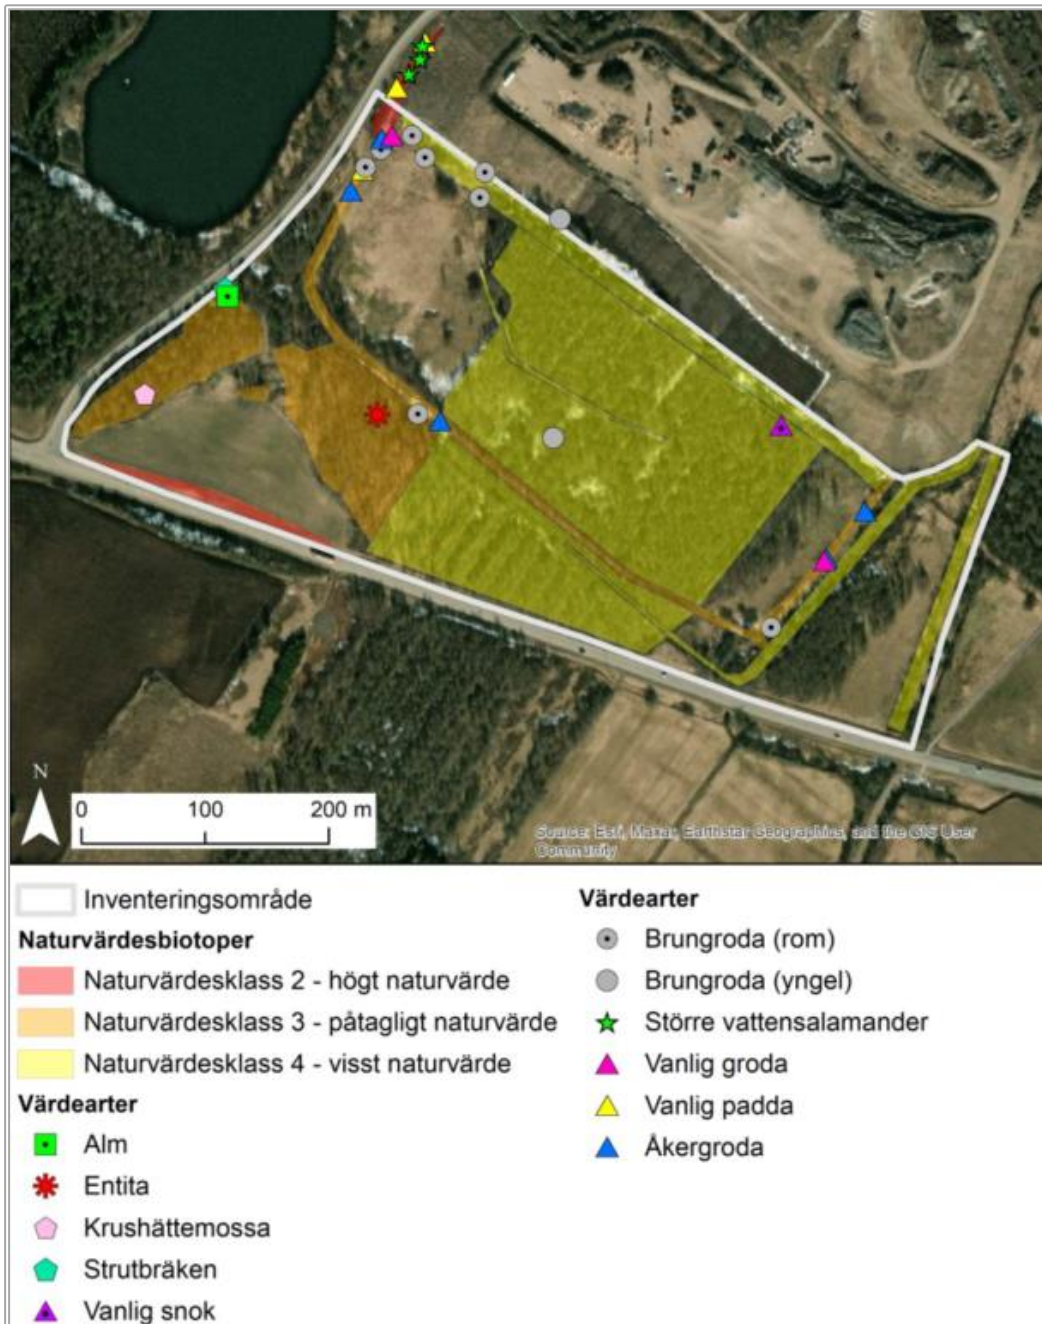 N
0 100 200 m
Source: Esri, Maxar, Earthstar Geographics, and the GIS User
Community
Inventeringsområde
Naturvärdesbiotoper
Naturvärdesklass 2 - högt naturvärde
Naturvärdesklass 3 - påtagligt naturvärde
Naturvärdesklass 4 - visst naturvärde
Värdearter
Alm
Entita
Krushättemossa
Strutbräken
Vanlig snok
Värdearter
Brungroda (rom)
Brungroda (yngel)
Större vattensalamander
Vanlig groda
Vanlig padda
Åkergroda